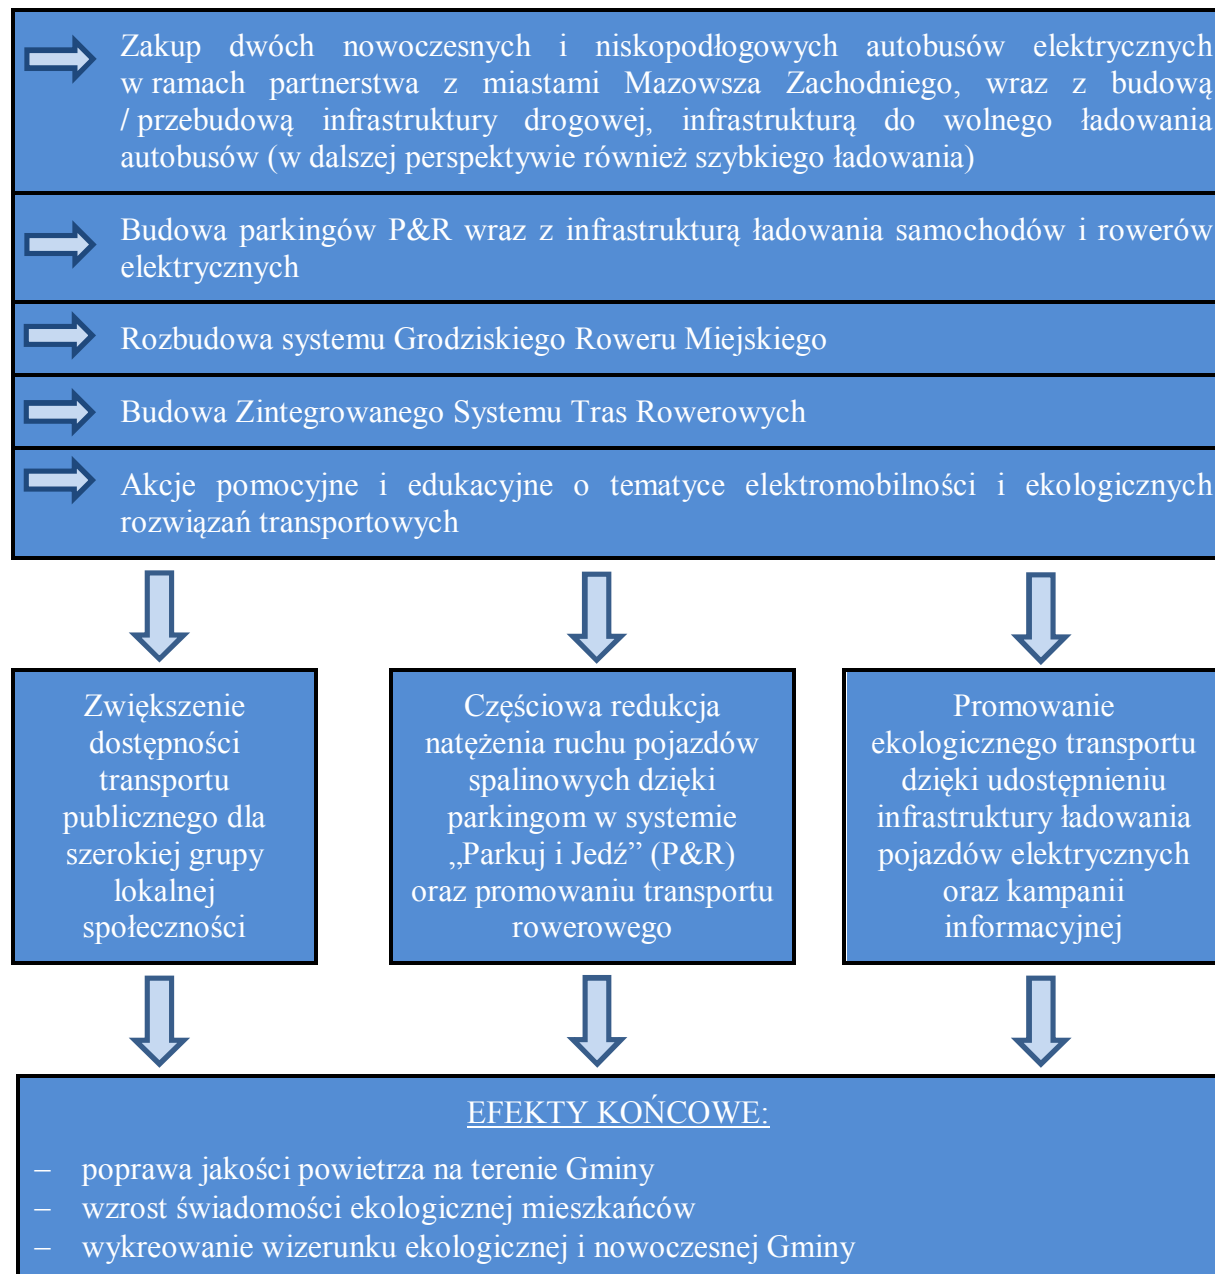 Zakup dwóch nowoczesnych i niskopodłogowych autobusów elektrycznych
w ramach partnerstwa z miastami Mazowsza Zachodniego, wraz z budową
/ przebudową infrastruktury drogowej, infrastrukturą do wolnego ładowania
autobusów (w dalszej perspektywie również szybkiego ładowania)
Budowa parkingów P&R wraz z infrastrukturą ładowania samochodów i rowerów
elektrycznych
Rozbudowa systemu Grodziskiego Roweru Miejskiego
Budowa Zintegrowanego Systemu Tras Rowerowych
Akcje pomocyjne i edukacyjne o tematyce elektromobilności i ekologicznych
rozwiązań transportowych
Zwiększenie
dostępności
transportu
publicznego dla
szerokiej grupy
lokalnej
społeczności
Częściowa redukcja
natężenia ruchu pojazdów
spalinowych dzięki
parkingom w systemie
„Parkuj i Jedź” (P&R)
oraz promowaniu transportu
rowerowego
Promowanie
ekologicznego transportu
dzięki udostępnieniu
infrastruktury ładowania
pojazdów elektrycznych
oraz kampanii
informacyjnej
EFEKTY KOŃCOWE:
– poprawa jakości powietrza na terenie Gminy
– wzrost świadomości ekologicznej mieszkańców
– wykreowanie wizerunku ekologicznej i nowoczesnej Gminy